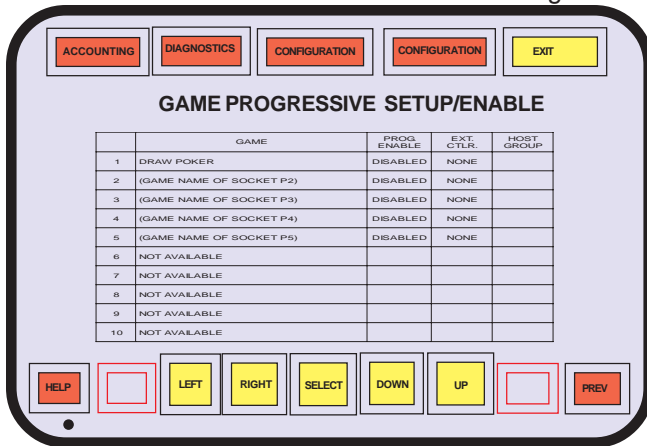 ACCOUNTING DIAGNOSTICS CONFIGURATION CONFIGURATION EXIT
GAME PROGRESSIVE SETUP/ENABLE
GAME PROG. ENABLE EXT. CTLR. HOST GROUP
1 DRAW POKER DISABLED NONE
2 (GAME NAME OF SOCKET P2) DISABLED NONE
3 (GAME NAME OF SOCKET P3) DISABLED NONE
4 (GAME NAME OF SOCKET P4) DISABLED NONE
5 (GAME NAME OF SOCKET P5) DISABLED NONE
6 NOT AVAILABLE
7 NOT AVAILABLE
8 NOT AVAILABLE
9 NOT AVAILABLE
10 NOT AVAILABLE
HELP LEFT RIGHT SELECT DOWN UP PREV